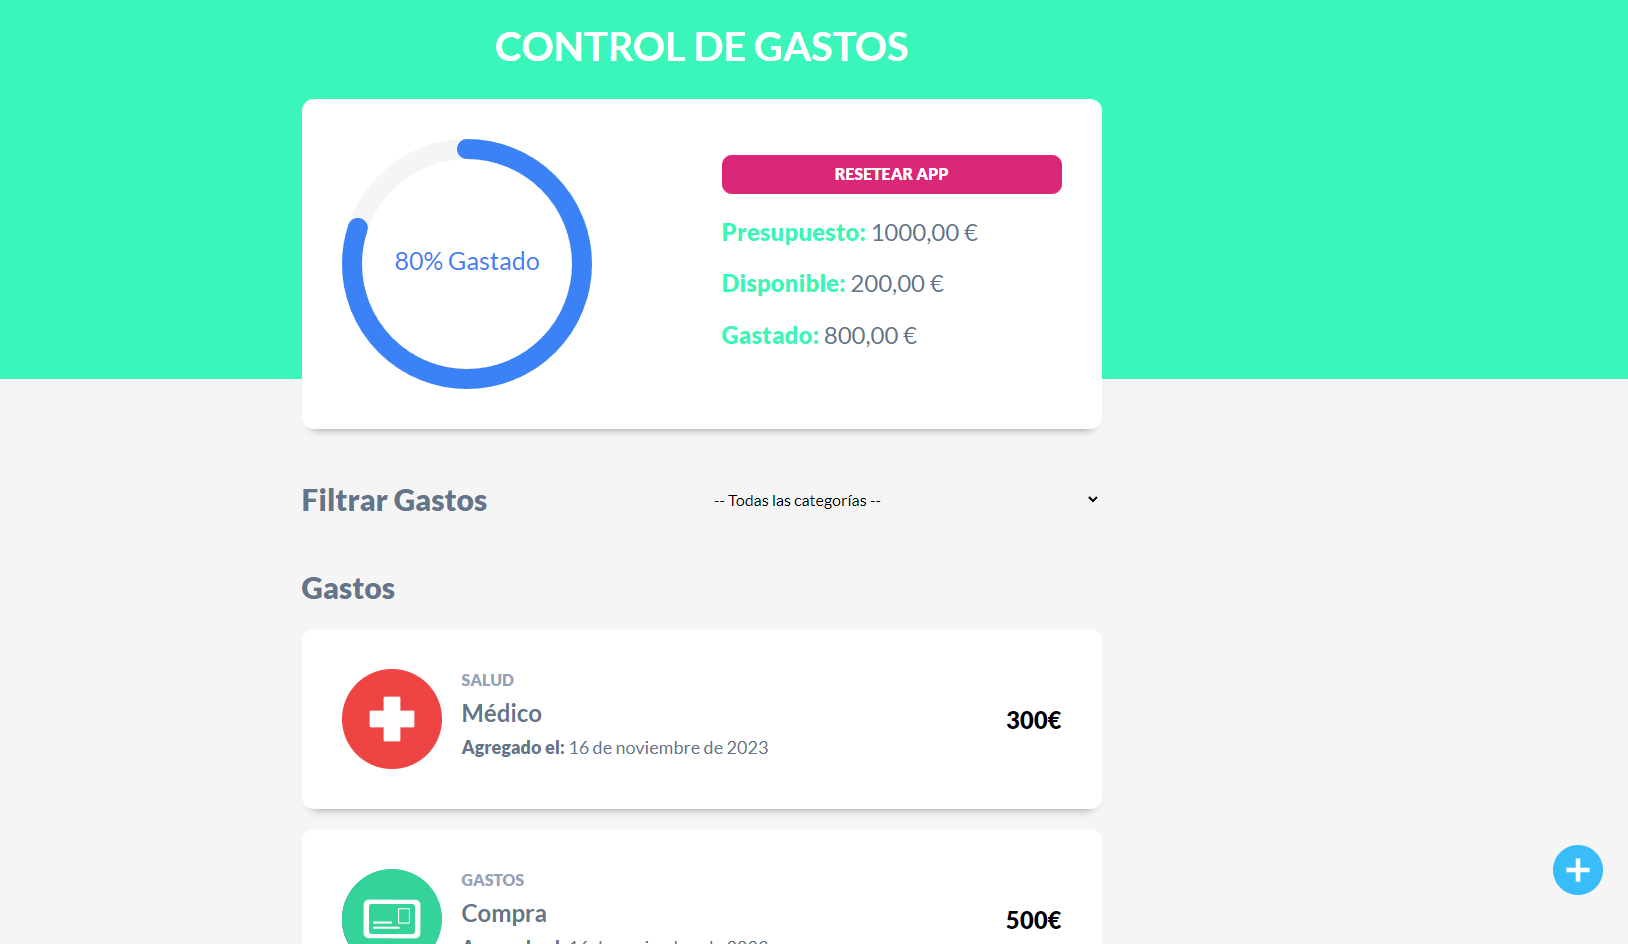 CONTROL DE GASTOS
80% Gastado
RESETEAR APP
Presupuesto: 1000,00 €
Disponible: 200,00 €
Gastado: 800,00 €
Filtrar Gastos
-- Todas las categorías --
Gastos
SALUD
Médico
Agregado el: 16 de noviembre de 2023
300€
GASTOS
Compra
500€